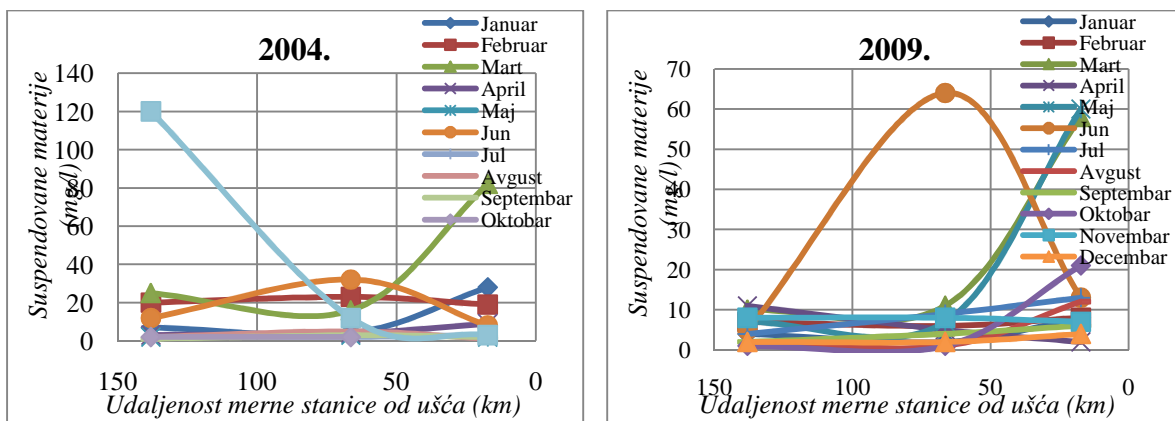 2004.
Suspendovane materije
(mg/l)
140
120
100
80
60
40
20
0
150
100
50
0
Udaljenost merne stanice od ušća (km)
Januar
Februar
Mart
April
Maj
Jun
Jul
Avgust
Septembar
Oktobar
2009.
Suspendovane materije
(mg/l)
70
60
50
40
30
20
10
0
150
100
50
0
Udaljenost merne stanice od ušća (km)
Januar
Februar
Mart
April
Maj
Jun
Jul
Avgust
Septembar
Oktobar
Novembar
Decembar